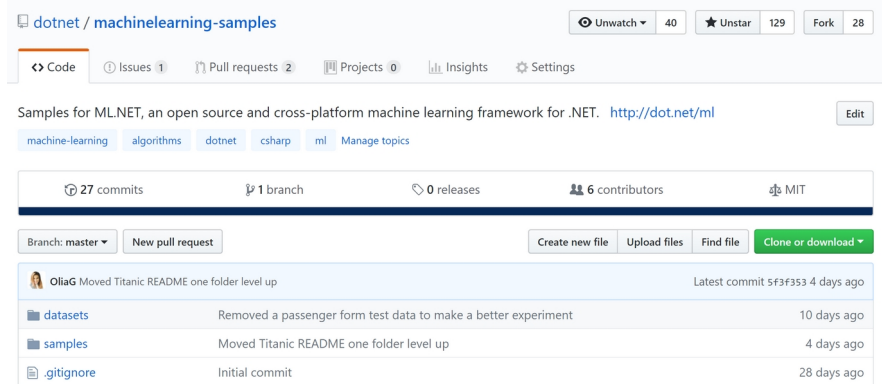 dotnet / machinelearning-samples
Unwatch 40 Unstar 129 Fork 28
Code Issues 1 Pull requests 2 Projects 0 Insights Settings
Samples for ML.NET, an open source and cross-platform machine learning framework for .NET. http://dot.net/ml Edit
machine-learning algorithms dotnet csharp ml Manage topics
27 commits 1 branch 0 releases 6 contributors MIT
Branch: master New pull request Create new file Upload files Find file Clone or download
OliaG Moved Titanic README one folder level up Latest commit 5f3f353 4 days ago
datasets Removed a passenger form test data to make a better experiment 10 days ago
samples Moved Titanic README one folder level up 4 days ago
.gitignore Initial commit 28 days ago